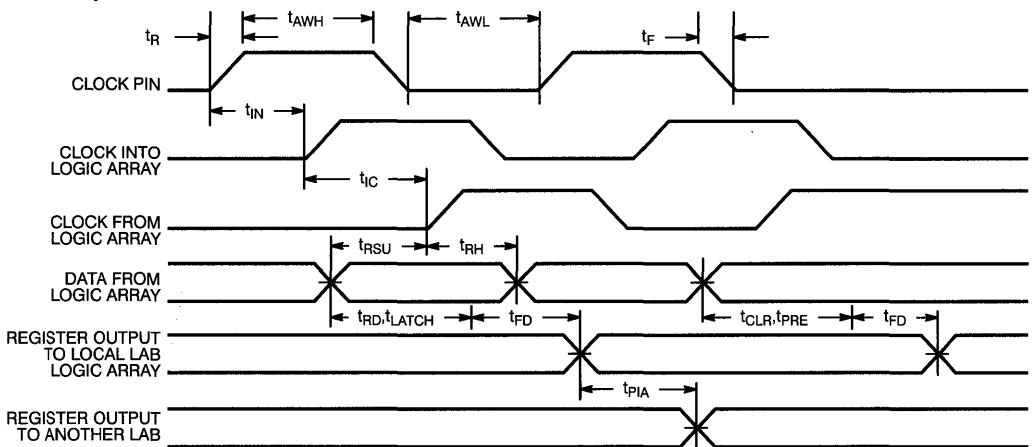 tAWH
tAWL
tR
tF
CLOCK PIN
tIN
CLOCK INTO
LOGIC ARRAY
tIC
CLOCK FROM
LOGIC ARRAY
tRSU
tRH
DATA FROM
LOGIC ARRAY
tRD,tLATCH
tFD
tCLR,tPRE
tFD
REGISTER OUTPUT
TO LOCAL LAB
LOGIC ARRAY
tPIA
REGISTER OUTPUT
TO ANOTHER LAB